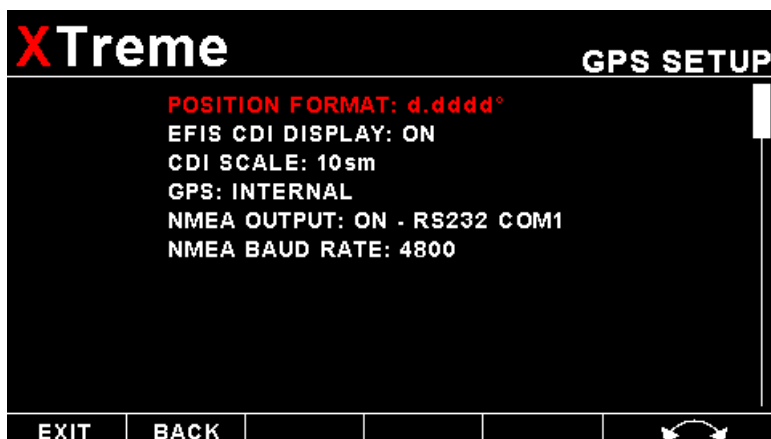 XTreme
GPS SETUP
POSITION FORMAT: d.dddd°
EFIS CDI DISPLAY: ON
CDI SCALE: 10sm
GPS: INTERNAL
NMEA OUTPUT: ON - RS232 COM1
NMEA BAUD RATE: 4800
EXIT BACK